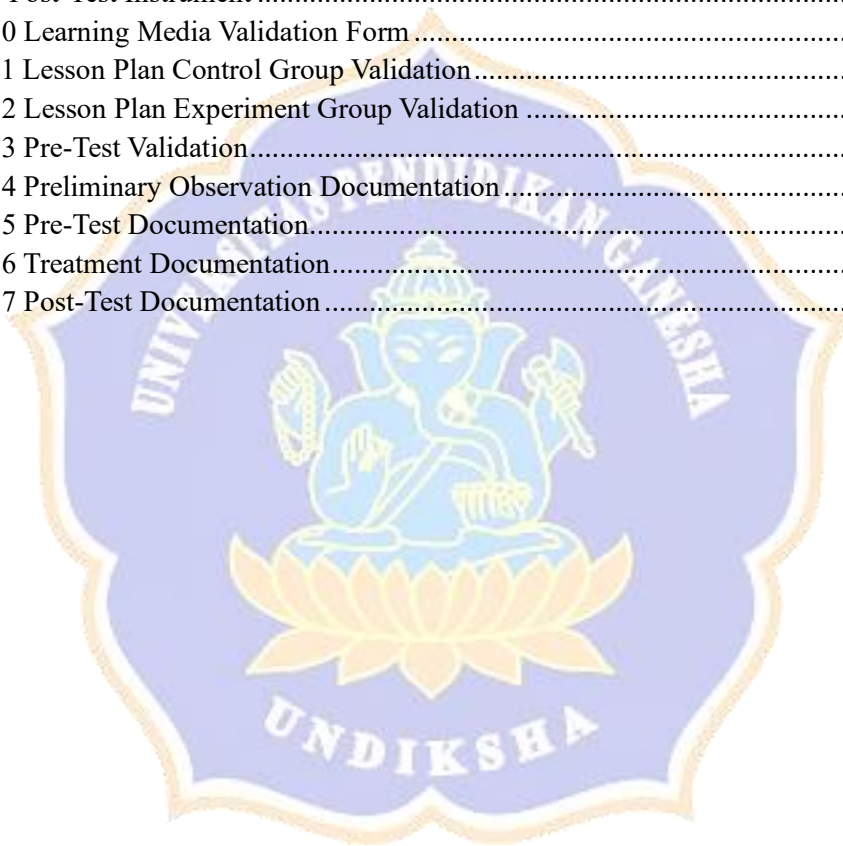 Post-Test Instrument ................................................................................
0 Learning Media Validation Form ..........................................................
1 Lesson Plan Control Group Validation..................................................
2 Lesson Plan Experiment Group Validation ...........................................
3 Pre-Test Validation................................................................................
4 Preliminary Observation Documentation ..............................................
5 Pre-Test Documentation........................................................................
6 Treatment Documentation.....................................................................
7 Post-Test Documentation ......................................................................
UNIVERSITAS PENDIDIKAN GANESHA
UNDIKSHA